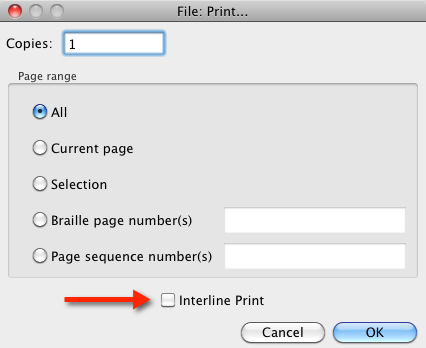 File: Print...
Copies: 1
Page range
All
Current page
Selection
Braille page number(s)
Page sequence number(s)
Interline Print
Cancel OK